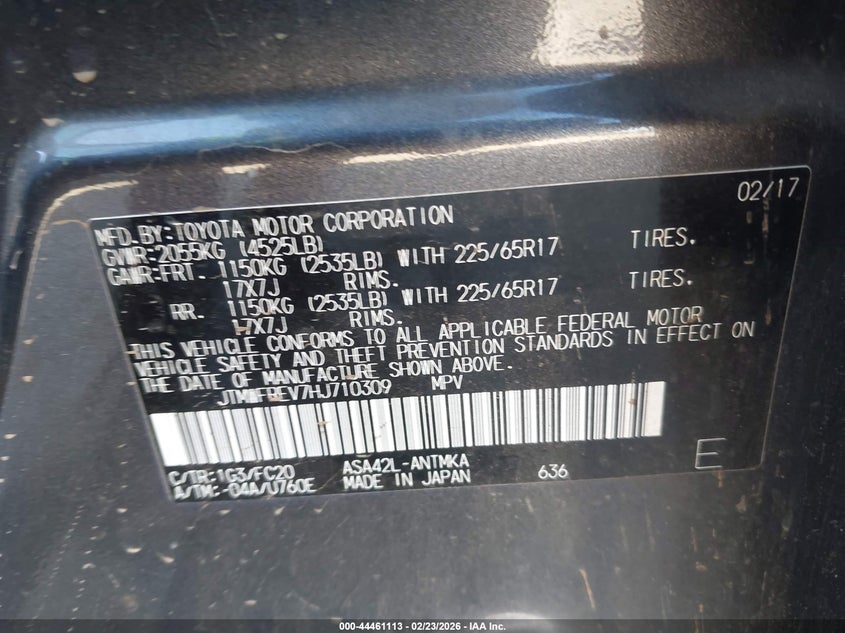 02/17
MFD.BY:TOYOTA MOTOR CORPORATION
GVWR:2055KG (4525LB)
GAWR:FRT. 1150KG (2535LB) WITH 225/65R17 TIRES.
17X7J RIMS.
RR. 1150KG (2535LB) WITH 225/65R17 TIRES.
17X7J RIMS.
THIS VEHICLE CONFORMS TO ALL APPLICABLE FEDERAL MOTOR
VEHICLE SAFETY AND THEFT PREVENTION STANDARDS IN EFFECT ON
THE DATE OF MANUFACTURE SHOWN ABOVE.
JTMWFREV7HJ710309 MPV
C/TR:1G3/FC20 ASA42L-ANTMKA
A/TM:-04A/U760E MADE IN JAPAN 636
E
000-44461113 - 02/23/2026 - IAA Inc.